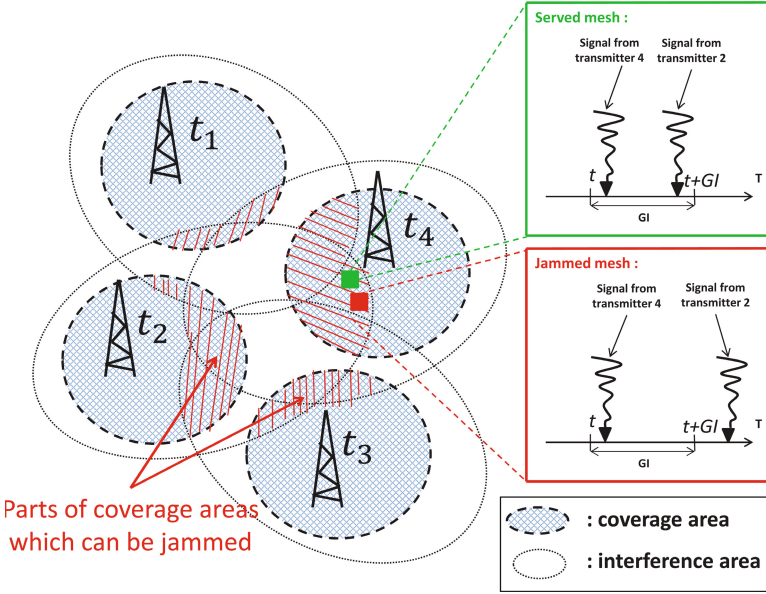 t1
t2
t3
t4
Parts of coverage areas
which can be jammed
Served mesh :
Signal from
transmitter 4
Signal from
transmitter 2
t
t+GI
T
GI
Jammed mesh :
Signal from
transmitter 4
Signal from
transmitter 2
t
t+GI
T
GI
: coverage area
: interference area